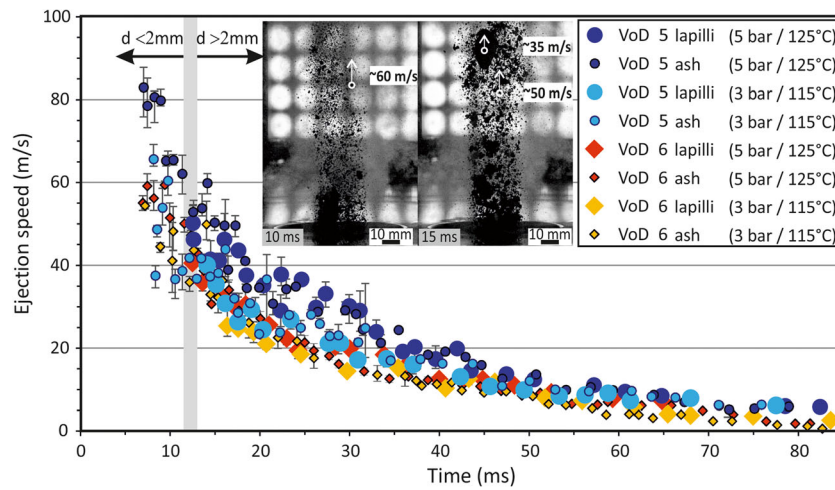 100
80
60
40
20
0
Ejection speed (m/s)
d <2mm
d >2mm
~60 m/s
10 ms
10 mm
~35 m/s
~50 m/s
15 ms
10 mm
VoD 5 lapilli (5 bar / 125°C)
VoD 5 ash (5 bar / 125°C)
VoD 5 lapilli (3 bar / 115°C)
VoD 5 ash (3 bar / 115°C)
VoD 6 lapilli (5 bar / 125°C)
VoD 6 ash (5 bar / 125°C)
VoD 6 lapilli (3 bar / 115°C)
VoD 6 ash (3 bar / 115°C)
0 10 20 30 40 50 60 70 80
Time (ms)